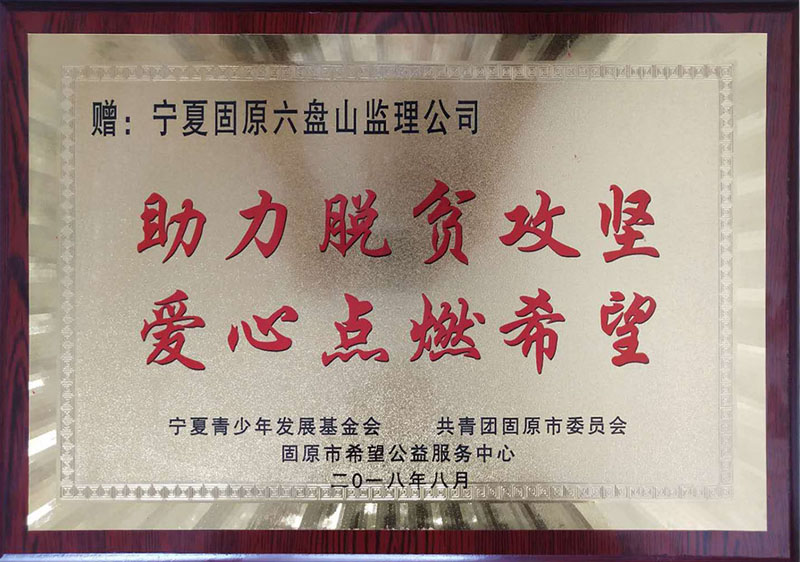 赠：宁夏固原六盘山监理公司
助力脱贫攻坚
爱心点燃希望
宁夏青少年发展基金会 共青团固原市委员会
固原市希望公益服务中心
二〇一八年八月